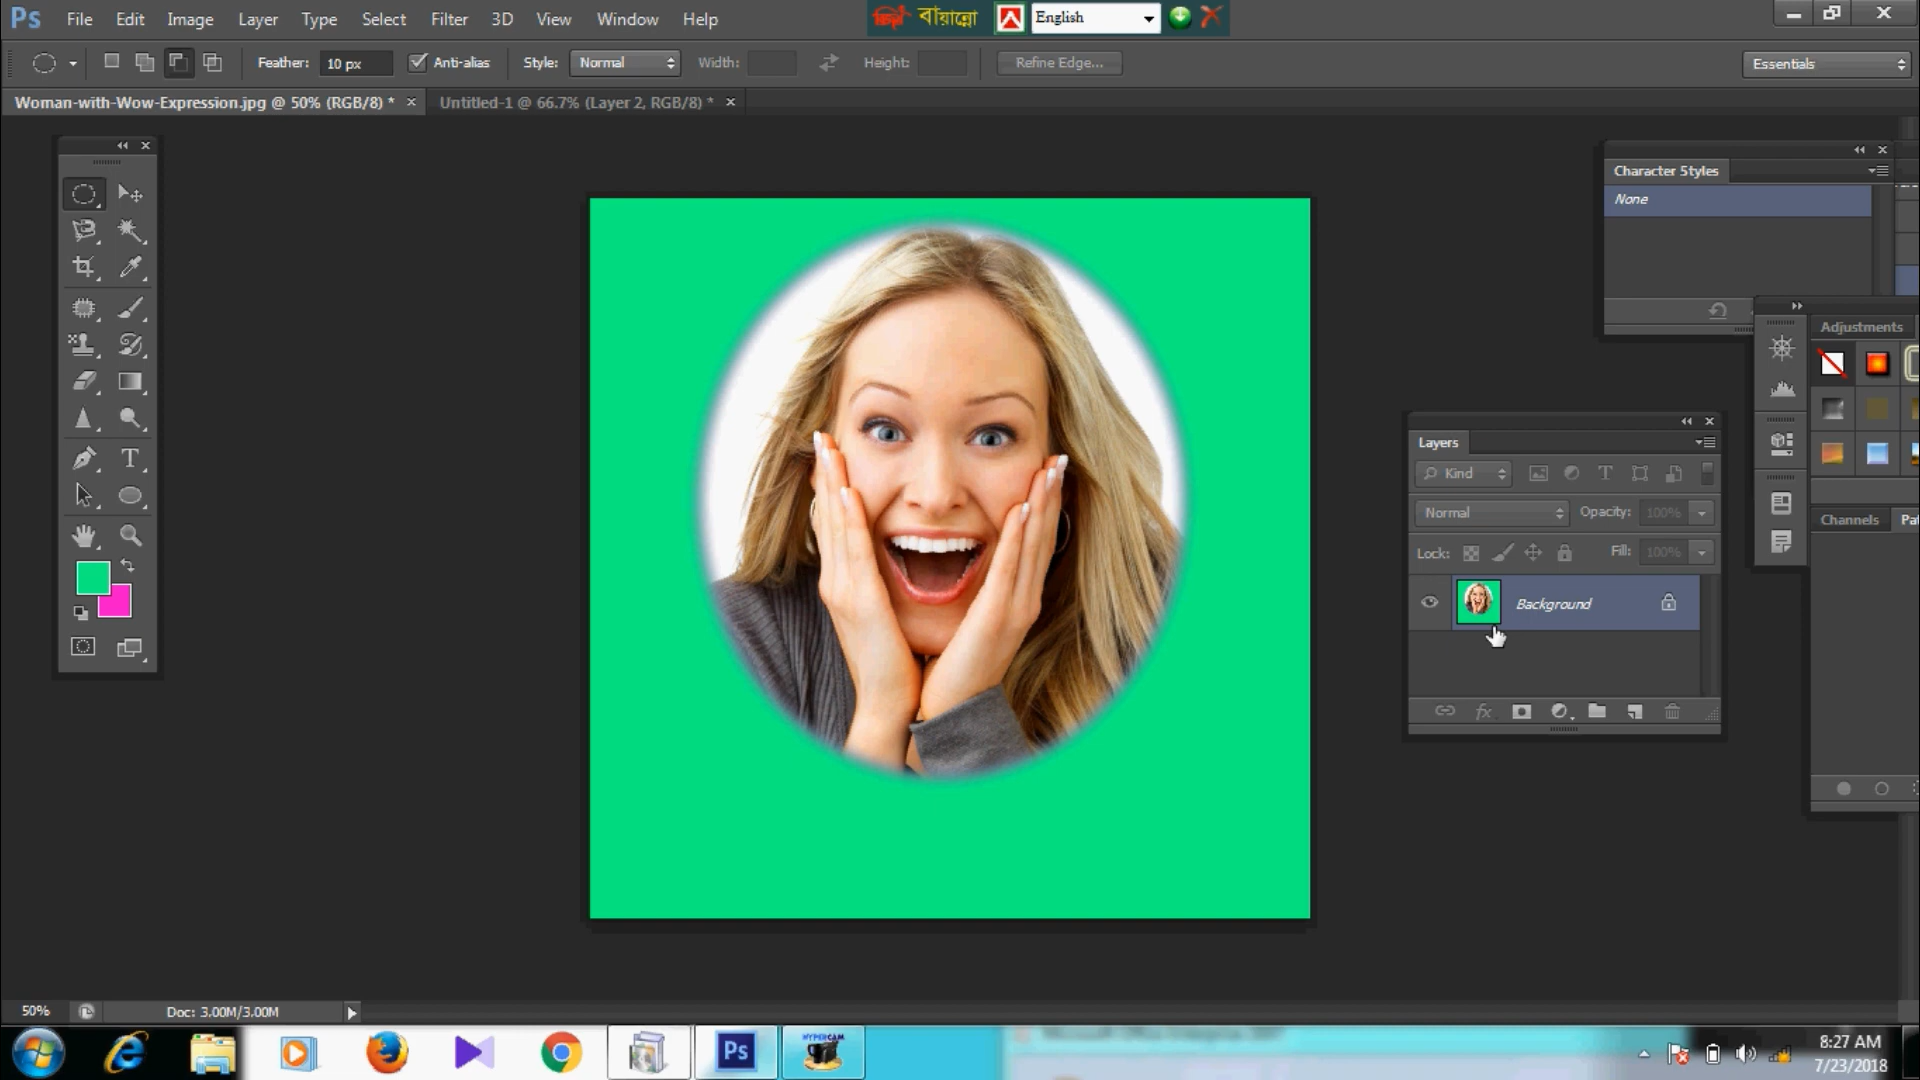 Ps File Edit Image Layer Type Select Filter 3D View Window Help
বায়ান্নো English
Feather: 10 px Anti-alias Style: Normal Width: Height: Refine Edge... Essentials
Woman-with-Wow-Expression.jpg @ 50% (RGB/8) * × Untitled-1 @ 66.7% (Layer 2, RGB/8) * ×
Character Styles
None
Adjustments
Layers
Kind
Normal Opacity: 100%
Channels
Lock: Fill: 100%
Background
fx
50% Doc: 3.00M/3.00M
Ps
HYPERCAM
8:27 AM
7/23/2018